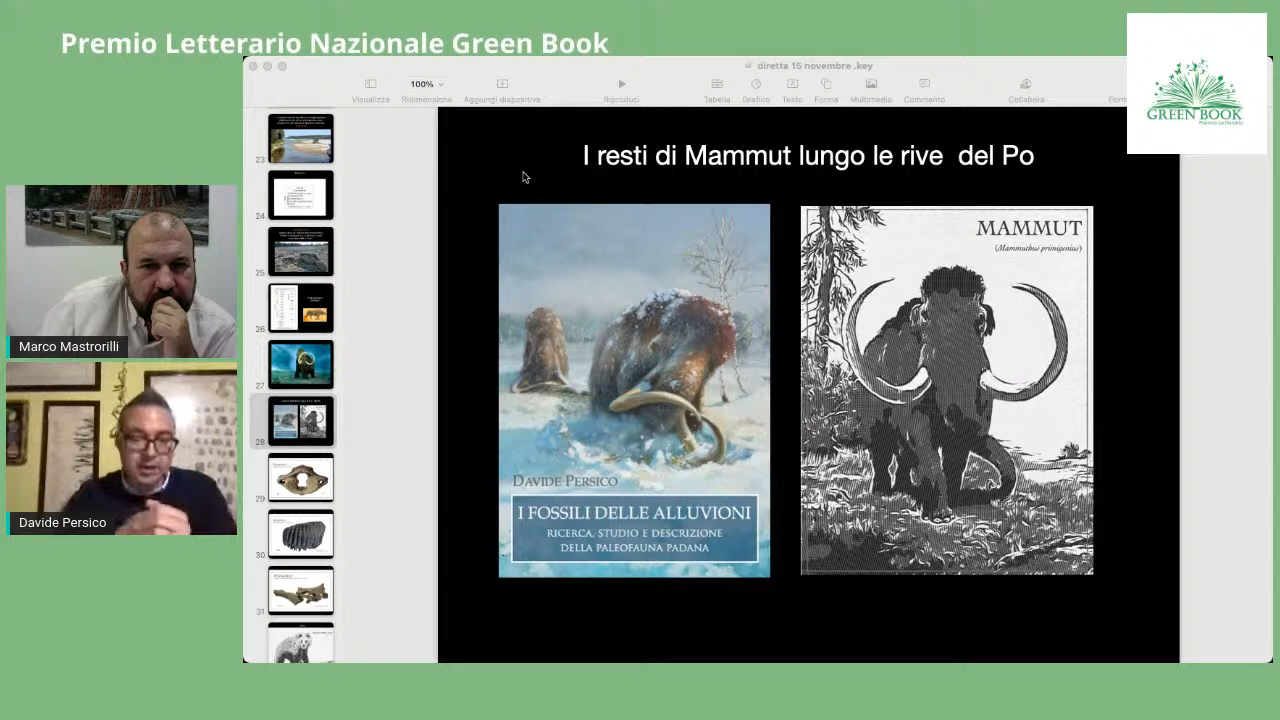 Premio Letterario Nazionale Green Book
diretta 15 novembre .key
100%
Visualizza
Ridimensiona
Aggiungi diapositiva
Riproduci
Tabella
Grafico
Testo
Forma
Multimedia
Commento
Collabora
Form
GREEN BOOK
Premio Letterario
23
24
25
26
27
28
29
30
31
I resti di Mammut lungo le rive del Po
DAVIDE PERSICO
I FOSSILI DELLE ALLUVIONI
RICERCA, STUDIO E DESCRIZIONE
DELLA PALEOFAUNA PADANA
MAMMUT
(Mammuthus primigenius)
Marco Mastrorilli
Davide Persico